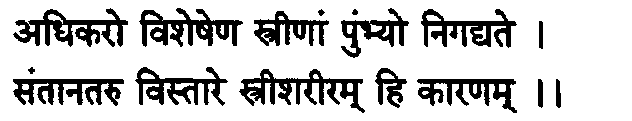 अधिकरो विशेषेण स्त्रीणां पुंभ्यो निगद्यते ।
संतानतरु विस्तारे स्त्रीशरीरम् हि कारणम् ।।